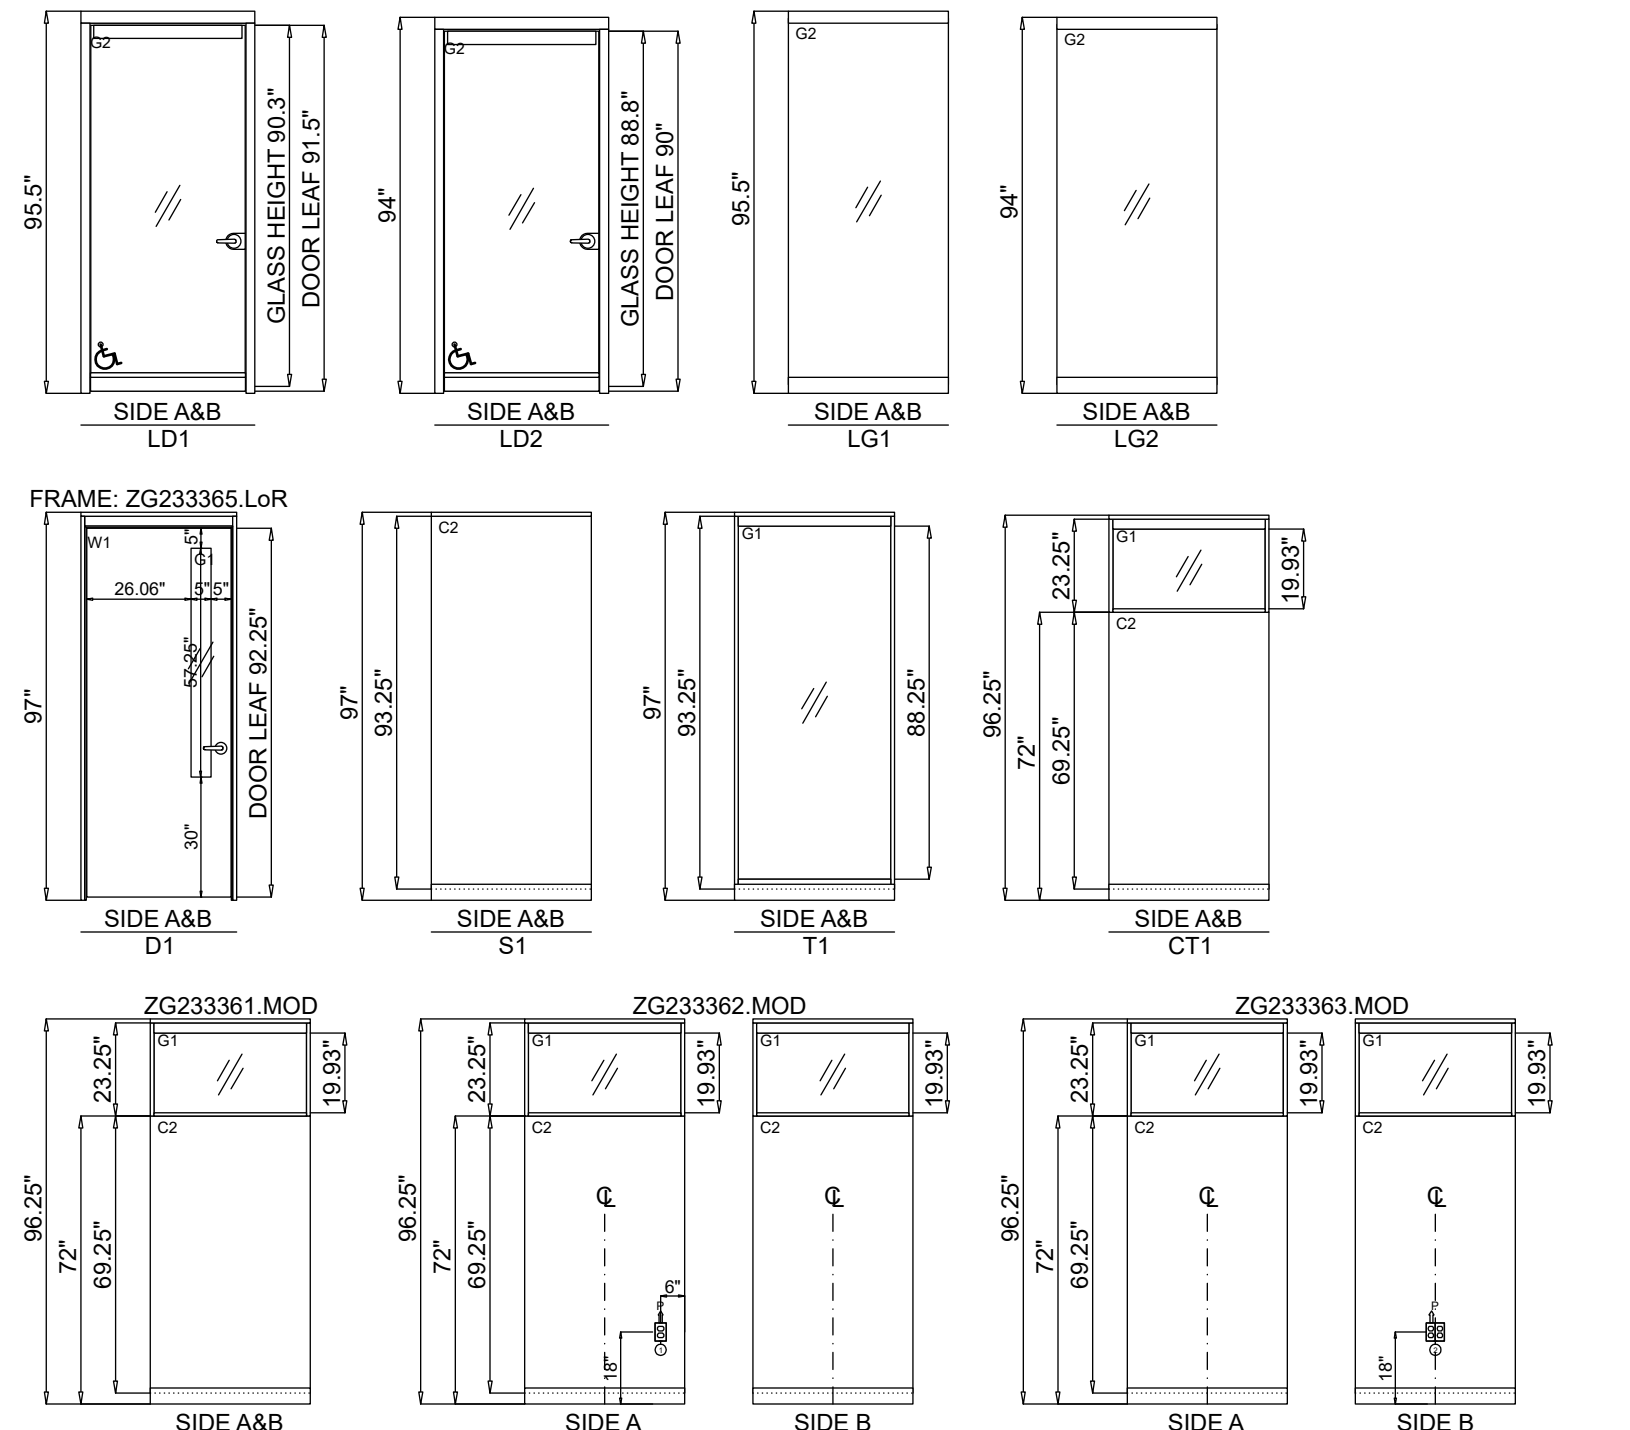 G2
95.5"
GLASS HEIGHT 90.3"
DOOR LEAF 91.5"
SIDE A&B
LD1
G2
94"
GLASS HEIGHT 88.8"
DOOR LEAF 90"
SIDE A&B
LD2
G2
95.5"
SIDE A&B
LG1
G2
94"
SIDE A&B
LG2
FRAME: ZG233365.LoR
W1
5"
G1
26.06"
5"
5"
57.25"
30"
97"
DOOR LEAF 92.25"
SIDE A&B
D1
C2
97"
93.25"
SIDE A&B
S1
G1
97"
93.25"
88.25"
SIDE A&B
T1
G1
23.25"
19.93"
C2
96.25"
72"
69.25"
SIDE A&B
CT1
ZG233361.MOD
G1
23.25"
19.93"
C2
96.25"
72"
69.25"
SIDE A&B
ZG233362.MOD
G1
23.25"
19.93"
C2
CL
96.25"
72"
69.25"
6"
P
1
18"
SIDE A
G1
19.93"
C2
CL
SIDE B
ZG233363.MOD
G1
23.25"
19.93"
C2
CL
96.25"
72"
69.25"
SIDE A
G1
19.93"
C2
CL
P
2
18"
SIDE B